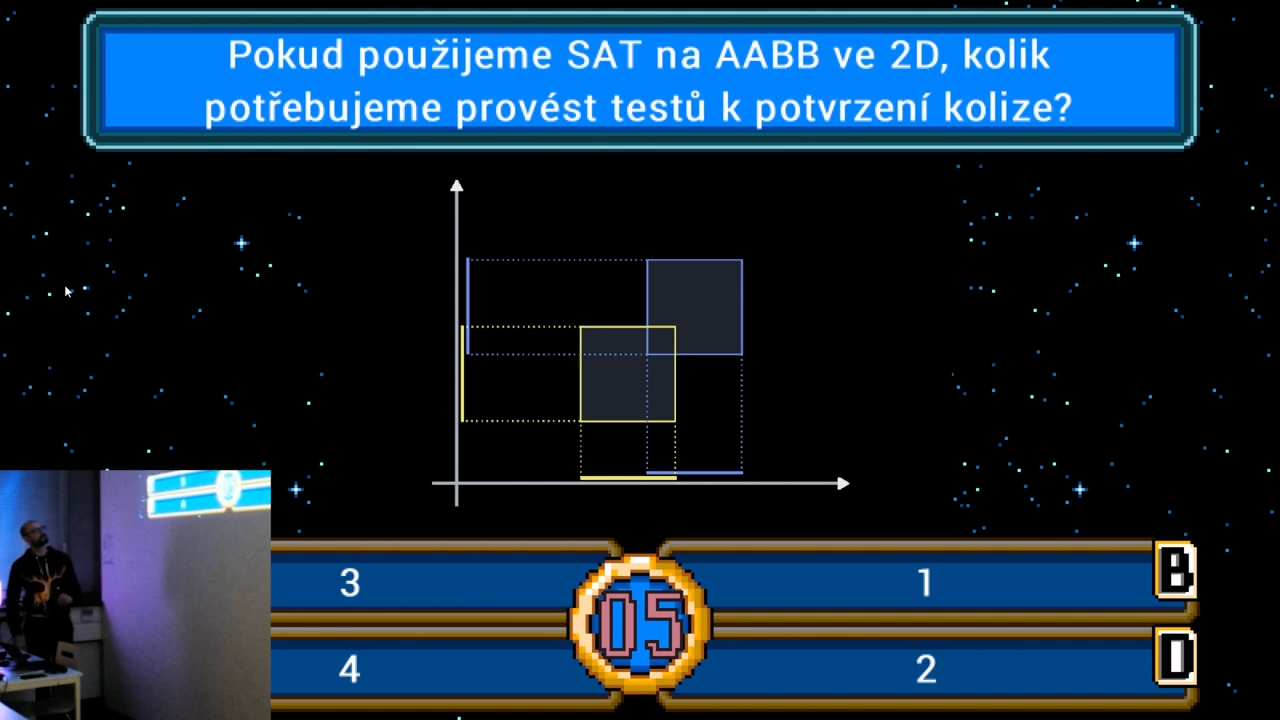 Pokud použijeme SAT na AABB ve 2D, kolik
potřebujeme provést testů k potvrzení kolize?
3
1
B
05
4
2
D